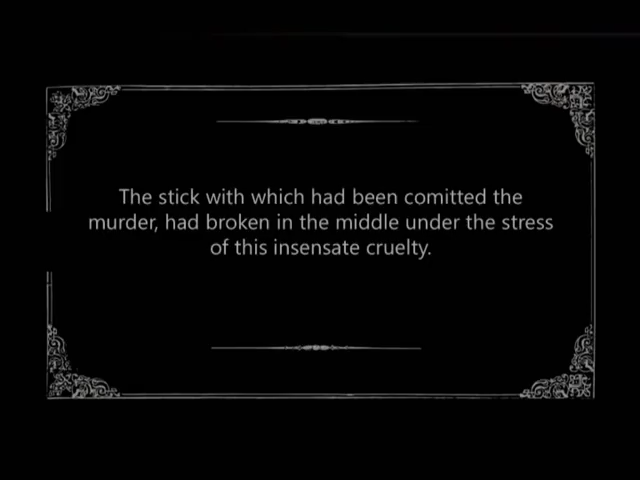 The stick with which had been comitted the
murder, had broken in the middle under the stress
of this insensate cruelty.